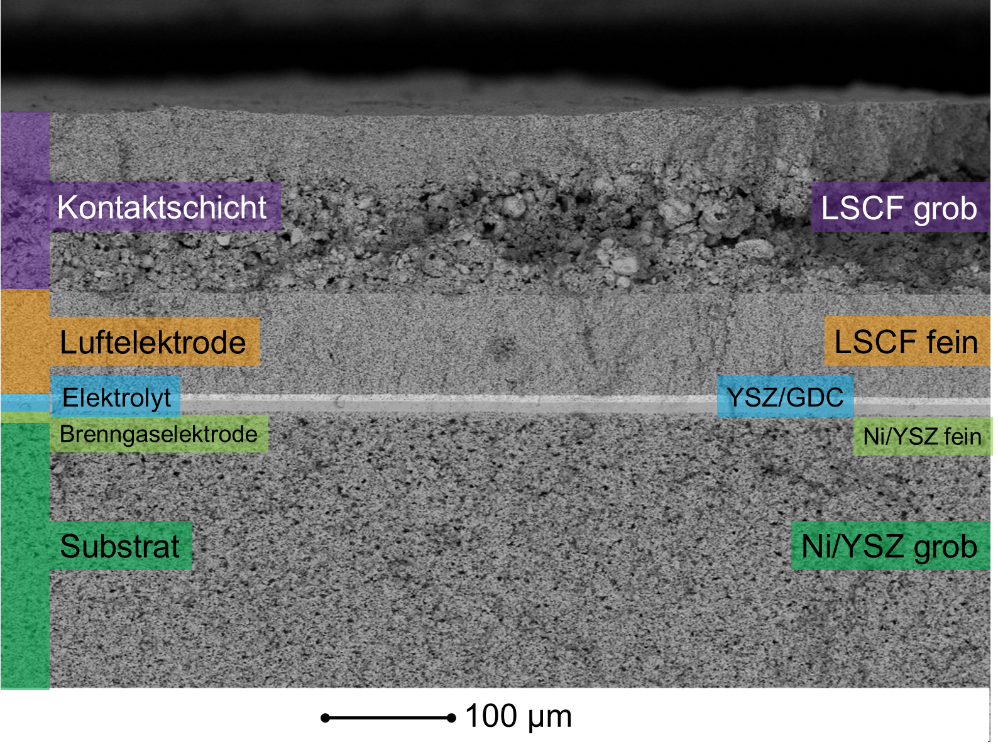 Kontaktschicht LSCF grob
Luftelektrode LSCF fein
Elektrolyt YSZ/GDC
Brenngaselektrode Ni/YSZ fein
Substrat Ni/YSZ grob
100 µm